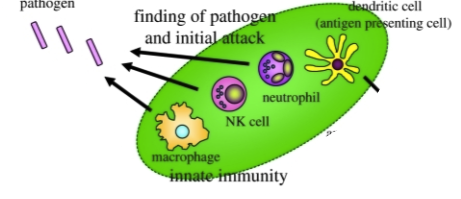 pathogen
dendritic cell
(antigen presenting cell)
finding of pathogen
and initial attack
neutrophil
NK cell
macrophage
innate immunity